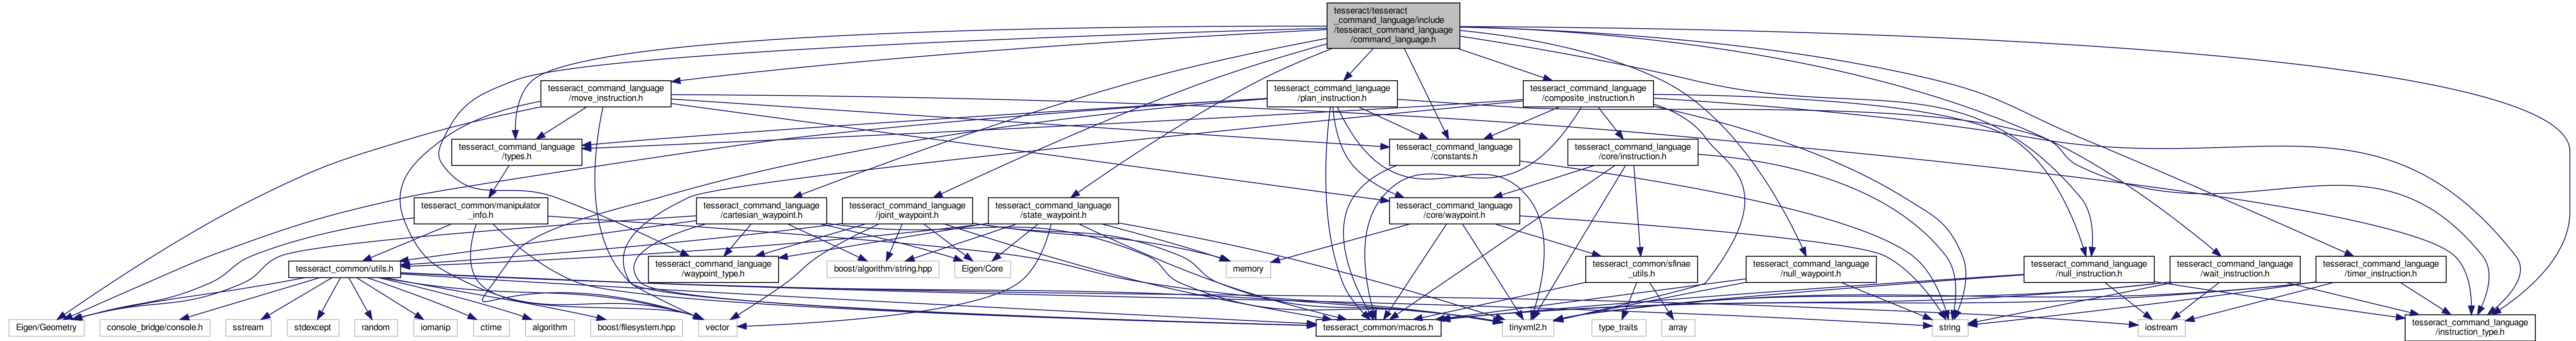 tesseract/tesseract
_command_language/include
/tesseract_command_language
/command_language.h
tesseract_command_language
/move_instruction.h
tesseract_command_language
/plan_instruction.h
tesseract_command_language
/composite_instruction.h
tesseract_command_language
/types.h
tesseract_command_language
/constants.h
tesseract_command_language
/core/instruction.h
tesseract_common/manipulator
_info.h
tesseract_command_language
/cartesian_waypoint.h
tesseract_command_language
/joint_waypoint.h
tesseract_command_language
/state_waypoint.h
tesseract_command_language
/core/waypoint.h
tesseract_common/utils.h
tesseract_command_language
/waypoint_type.h
boost/algorithm/string.hpp
Eigen/Core
memory
tesseract_common/sfinae
_utils.h
tesseract_command_language
/null_waypoint.h
tesseract_command_language
/null_instruction.h
tesseract_command_language
/wait_instruction.h
tesseract_command_language
/timer_instruction.h
Eigen/Geometry
console_bridge/console.h
sstream
stdexcept
random
iomanip
ctime
algorithm
boost/filesystem.hpp
vector
tesseract_common/macros.h
tinyxml2.h
type_traits
array
string
iostream
tesseract_command_language
/instruction_type.h